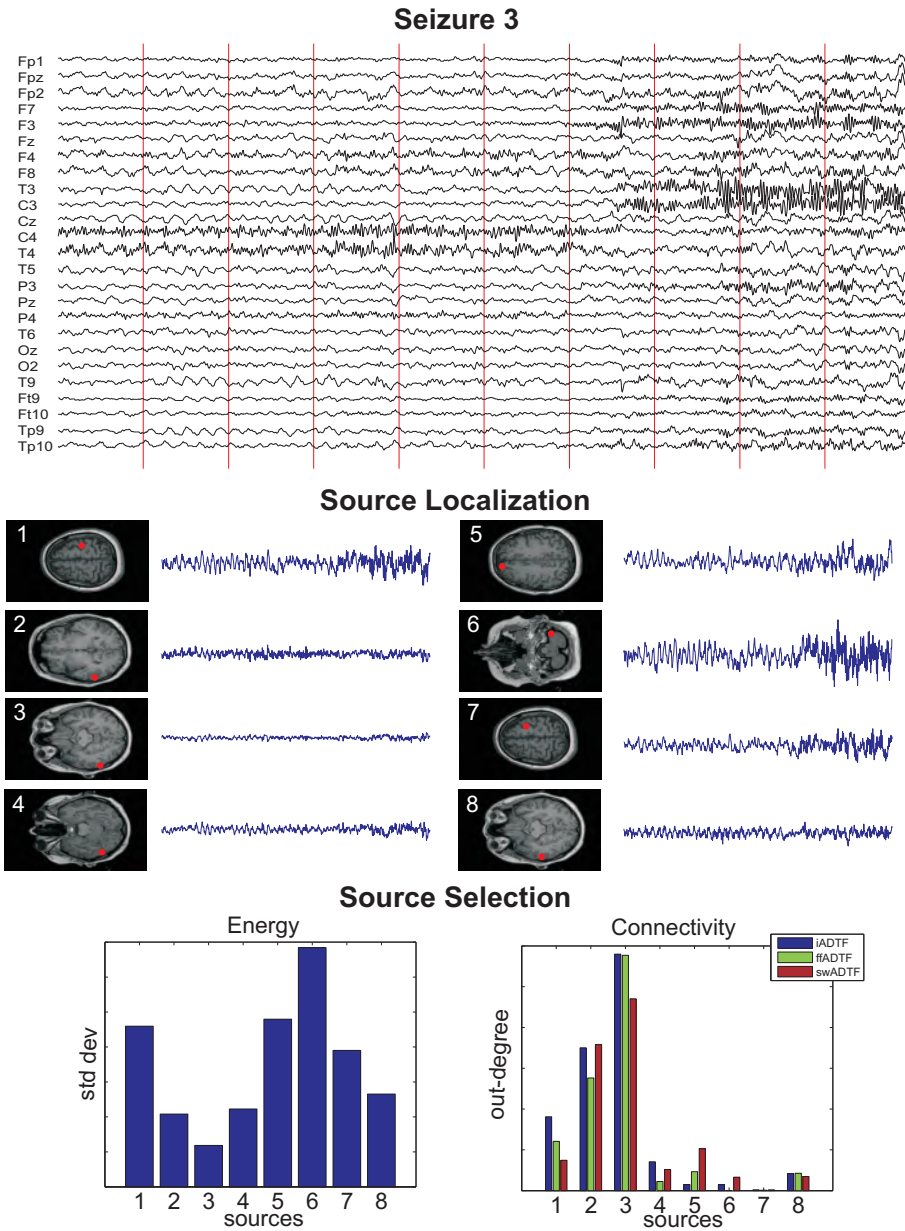 Seizure 3
Fp1
Fpz
Fp2
F7
F3
Fz
F4
F8
T3
C3
Cz
C4
T4
T5
P3
Pz
P4
T6
Oz
O2
T9
Ft9
Ft10
Tp9
Tp10
Source Localization
1
5
2
6
3
7
4
8
Source Selection
Energy
std dev
1 2 3 4 5 6 7 8
sources
Connectivity
iADTF
ffADTF
swADTF
out-degree
1 2 3 4 5 6 7 8
sources